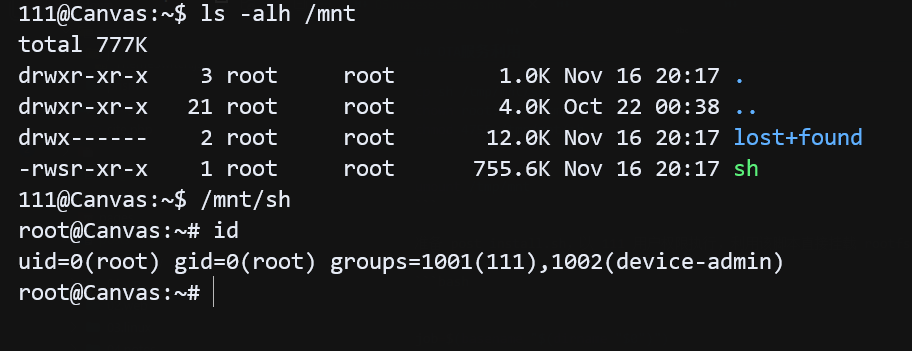 111@Canvas:~$ ls -alh /mnt
total 777K
drwxr-xr-x    3 root     root        1.0K Nov 16 20:17 .
drwxr-xr-x   21 root     root        4.0K Oct 22 00:38 ..
drwx------    2 root     root       12.0K Nov 16 20:17 lost+found
-rwsr-xr-x    1 root     root      755.6K Nov 16 20:17 sh
111@Canvas:~$ /mnt/sh
root@Canvas:~# id
uid=0(root) gid=0(root) groups=1001(111),1002(device-admin)
root@Canvas:~#